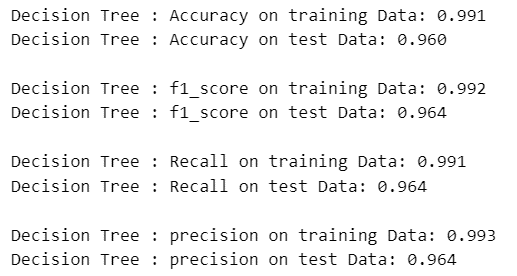 Decision Tree : Accuracy on training Data: 0.991
Decision Tree : Accuracy on test Data: 0.960
Decision Tree : f1_score on training Data: 0.992
Decision Tree : f1_score on test Data: 0.964
Decision Tree : Recall on training Data: 0.991
Decision Tree : Recall on test Data: 0.964
Decision Tree : precision on training Data: 0.993
Decision Tree : precision on test Data: 0.964